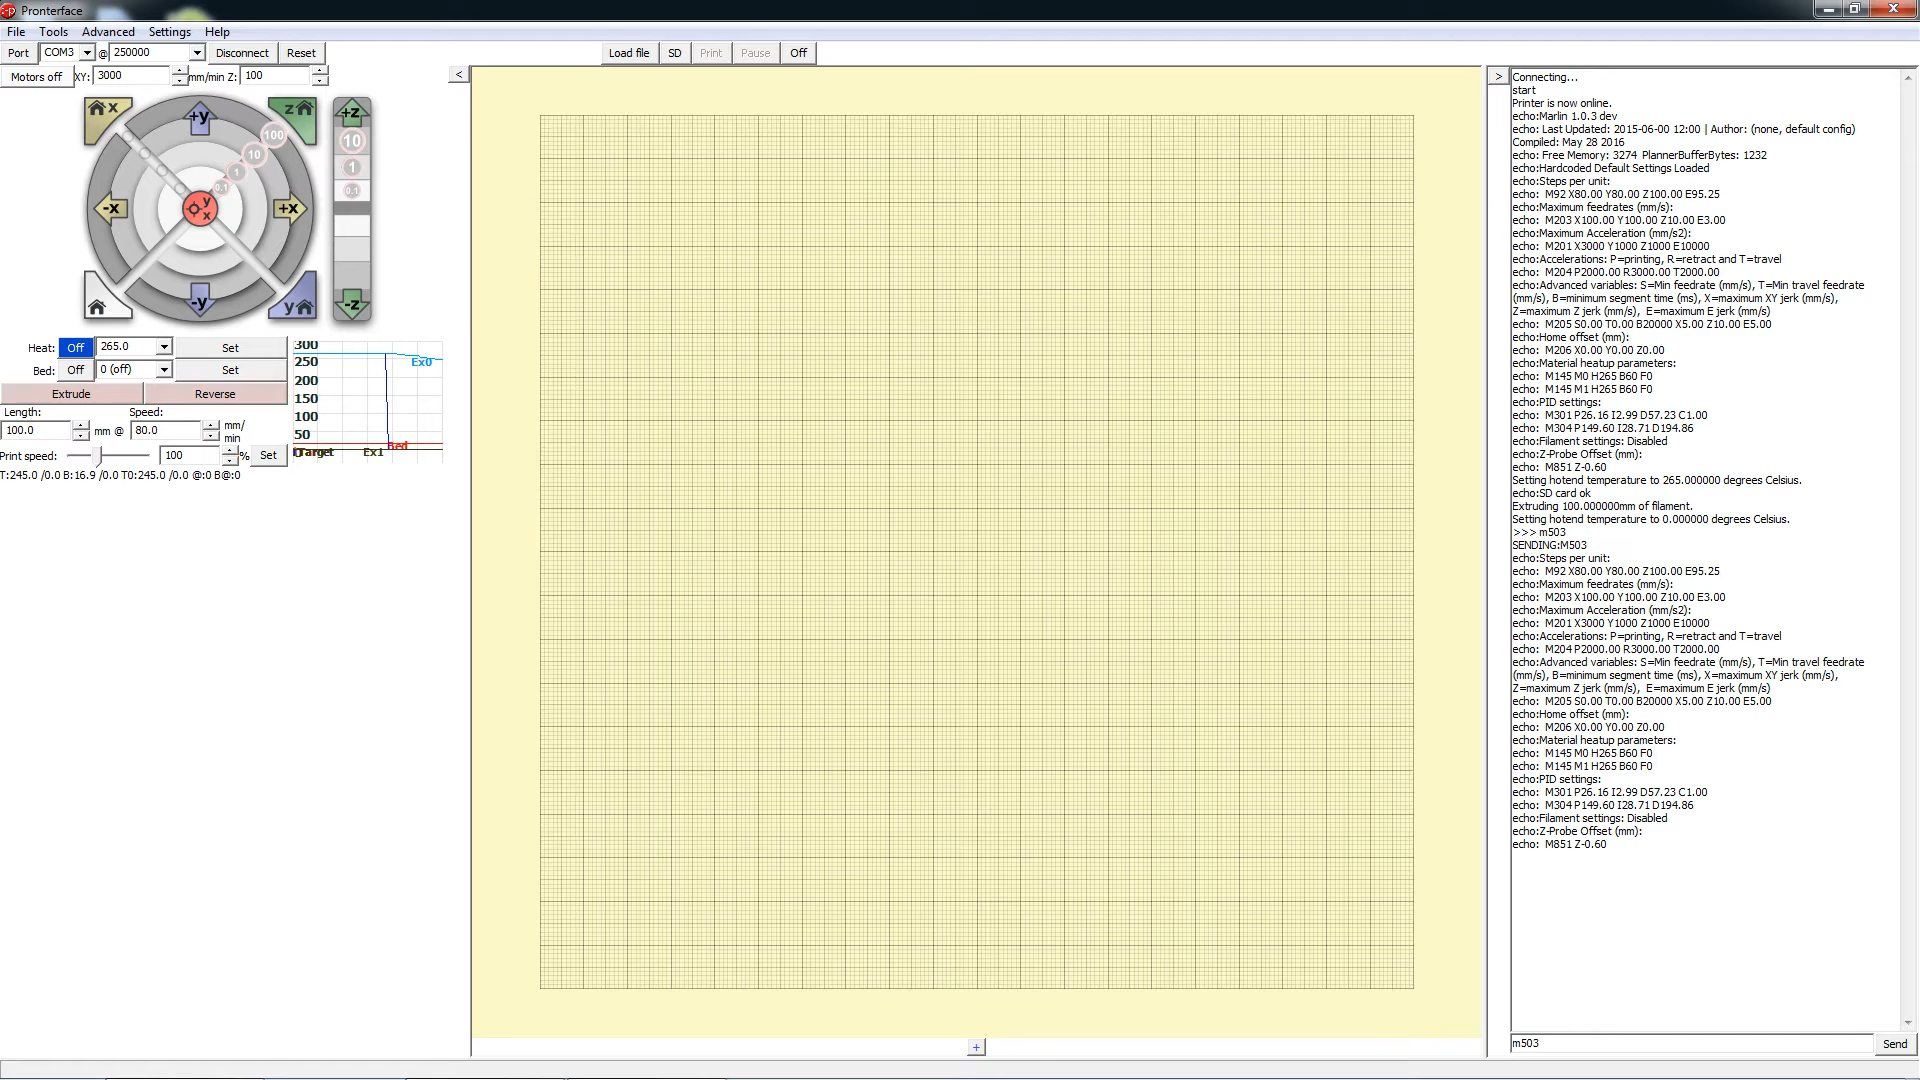 Pronterface
File Tools Advanced Settings Help
Port COM3 @ 250000 Disconnect Reset Load file SD Print Pause Off
Motors off XY: 3000 mm/min Z: 100
<
>
x
+y
z
100
10
1
0.1
-x
y
x
+x
-y
y
+z
10
1
0.1
-z
Heat: Off 265.0 Set
Bed: Off 0 (off) Set
Extrude Reverse
Length: Speed:
100.0 mm @ 80.0 mm/
min
Print speed: 100 % Set
T:245.0 /0.0 B:16.9 /0.0 T0:245.0 /0.0 @:0 B@:0
300
250
200
150
100
50
Ex0
Bed
Target Ex1
+
Connecting...
start
Printer is now online.
echo:Marlin 1.0.3 dev
echo: Last Updated: 2015-06-00 12:00 | Author: (none, default config)
Compiled: May 28 2016
echo: Free Memory: 3274 PlannerBufferBytes: 1232
echo:Hardcoded Default Settings Loaded
echo:Steps per unit:
echo: M92 X80.00 Y80.00 Z100.00 E95.25
echo:Maximum feedrates (mm/s):
echo: M203 X100.00 Y100.00 Z10.00 E3.00
echo:Maximum Acceleration (mm/s2):
echo: M201 X3000 Y1000 Z1000 E10000
echo:Accelerations: P=printing, R=retract and T=travel
echo: M204 P2000.00 R3000.00 T2000.00
echo:Advanced variables: S=Min feedrate (mm/s), T=Min travel feedrate
(mm/s), B=minimum segment time (ms), X=maximum XY jerk (mm/s),
Z=maximum Z jerk (mm/s), E=maximum E jerk (mm/s)
echo: M205 S0.00 T0.00 B20000 X5.00 Z10.00 E5.00
echo:Home offset (mm):
echo: M206 X0.00 Y0.00 Z0.00
echo:Material heatup parameters:
echo: M145 M0 H265 B60 F0
echo: M145 M1 H265 B60 F0
echo:PID settings:
echo: M301 P26.16 I2.99 D57.23 C1.00
echo: M304 P149.60 I28.71 D194.86
echo:Filament settings: Disabled
echo:Z-Probe Offset (mm):
echo: M851 Z-0.60
Setting hotend temperature to 265.000000 degrees Celsius.
echo:SD card ok
Extruding 100.000000mm of filament.
Setting hotend temperature to 0.000000 degrees Celsius.
>>> m503
SENDING:M503
echo:Steps per unit:
echo: M92 X80.00 Y80.00 Z100.00 E95.25
echo:Maximum feedrates (mm/s):
echo: M203 X100.00 Y100.00 Z10.00 E3.00
echo:Maximum Acceleration (mm/s2):
echo: M201 X3000 Y1000 Z1000 E10000
echo:Accelerations: P=printing, R=retract and T=travel
echo: M204 P2000.00 R3000.00 T2000.00
echo:Advanced variables: S=Min feedrate (mm/s), T=Min travel feedrate
(mm/s), B=minimum segment time (ms), X=maximum XY jerk (mm/s),
Z=maximum Z jerk (mm/s), E=maximum E jerk (mm/s)
echo: M205 S0.00 T0.00 B20000 X5.00 Z10.00 E5.00
echo:Home offset (mm):
echo: M206 X0.00 Y0.00 Z0.00
echo:Material heatup parameters:
echo: M145 M0 H265 B60 F0
echo: M145 M1 H265 B60 F0
echo:PID settings:
echo: M301 P26.16 I2.99 D57.23 C1.00
echo: M304 P149.60 I28.71 D194.86
echo:Filament settings: Disabled
echo:Z-Probe Offset (mm):
echo: M851 Z-0.60
m503 Send